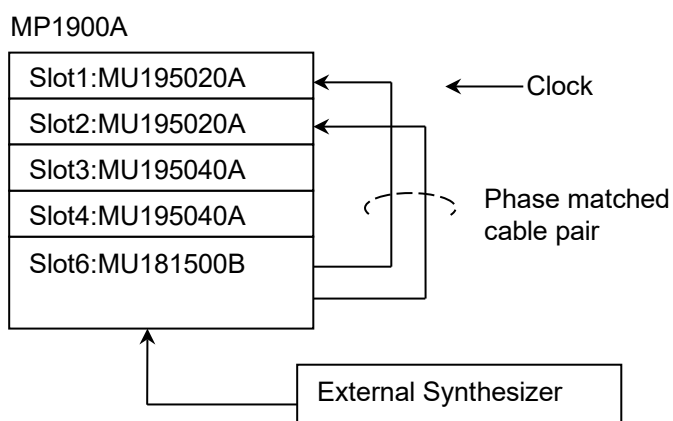 MP1900A
Slot1:MU195020A
Clock
Slot2:MU195020A
Slot3:MU195040A
Slot4:MU195040A
Phase matched
cable pair
Slot6:MU181500B
External Synthesizer